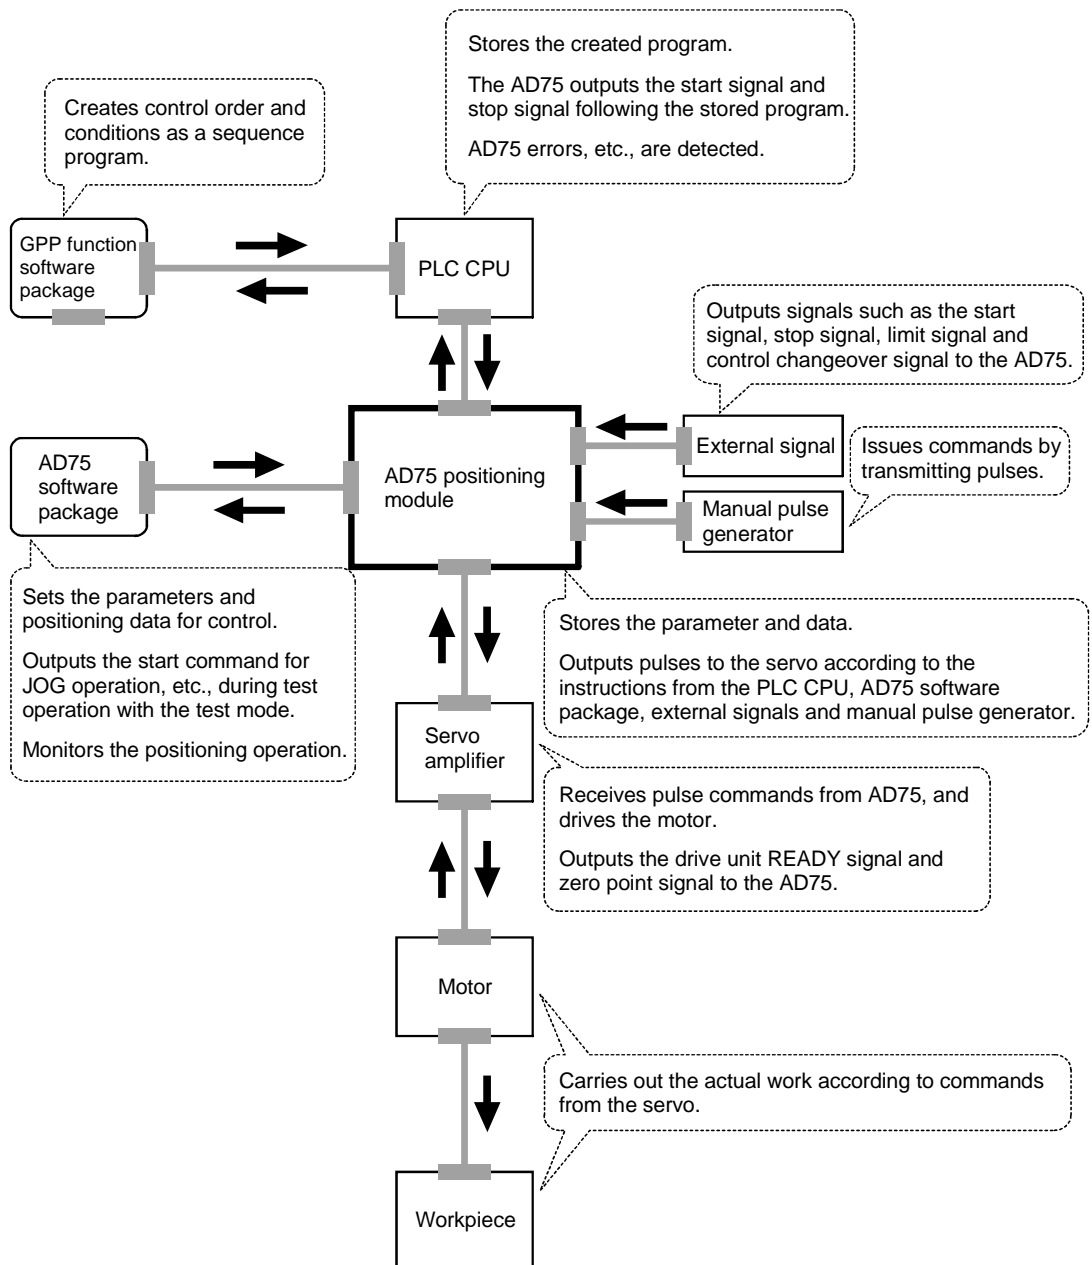 Stores the created program.
The AD75 outputs the start signal and
stop signal following the stored program.
AD75 errors, etc., are detected.
Creates control order and
conditions as a sequence
program.
GPP function
software
package
PLC CPU
Outputs signals such as the start
signal, stop signal, limit signal and
control changeover signal to the AD75.
AD75
software
package
AD75 positioning
module
External signal
Issues commands by
transmitting pulses.
Manual pulse
generator
Sets the parameters and
positioning data for control.
Outputs the start command for
JOG operation, etc., during test
operation with the test mode.
Monitors the positioning operation.
Stores the parameter and data.
Outputs pulses to the servo according to the
instructions from the PLC CPU, AD75 software
package, external signals and manual pulse generator.
Servo
amplifier
Receives pulse commands from AD75, and
drives the motor.
Outputs the drive unit READY signal and
zero point signal to the AD75.
Motor
Carries out the actual work according to commands
from the servo.
Workpiece